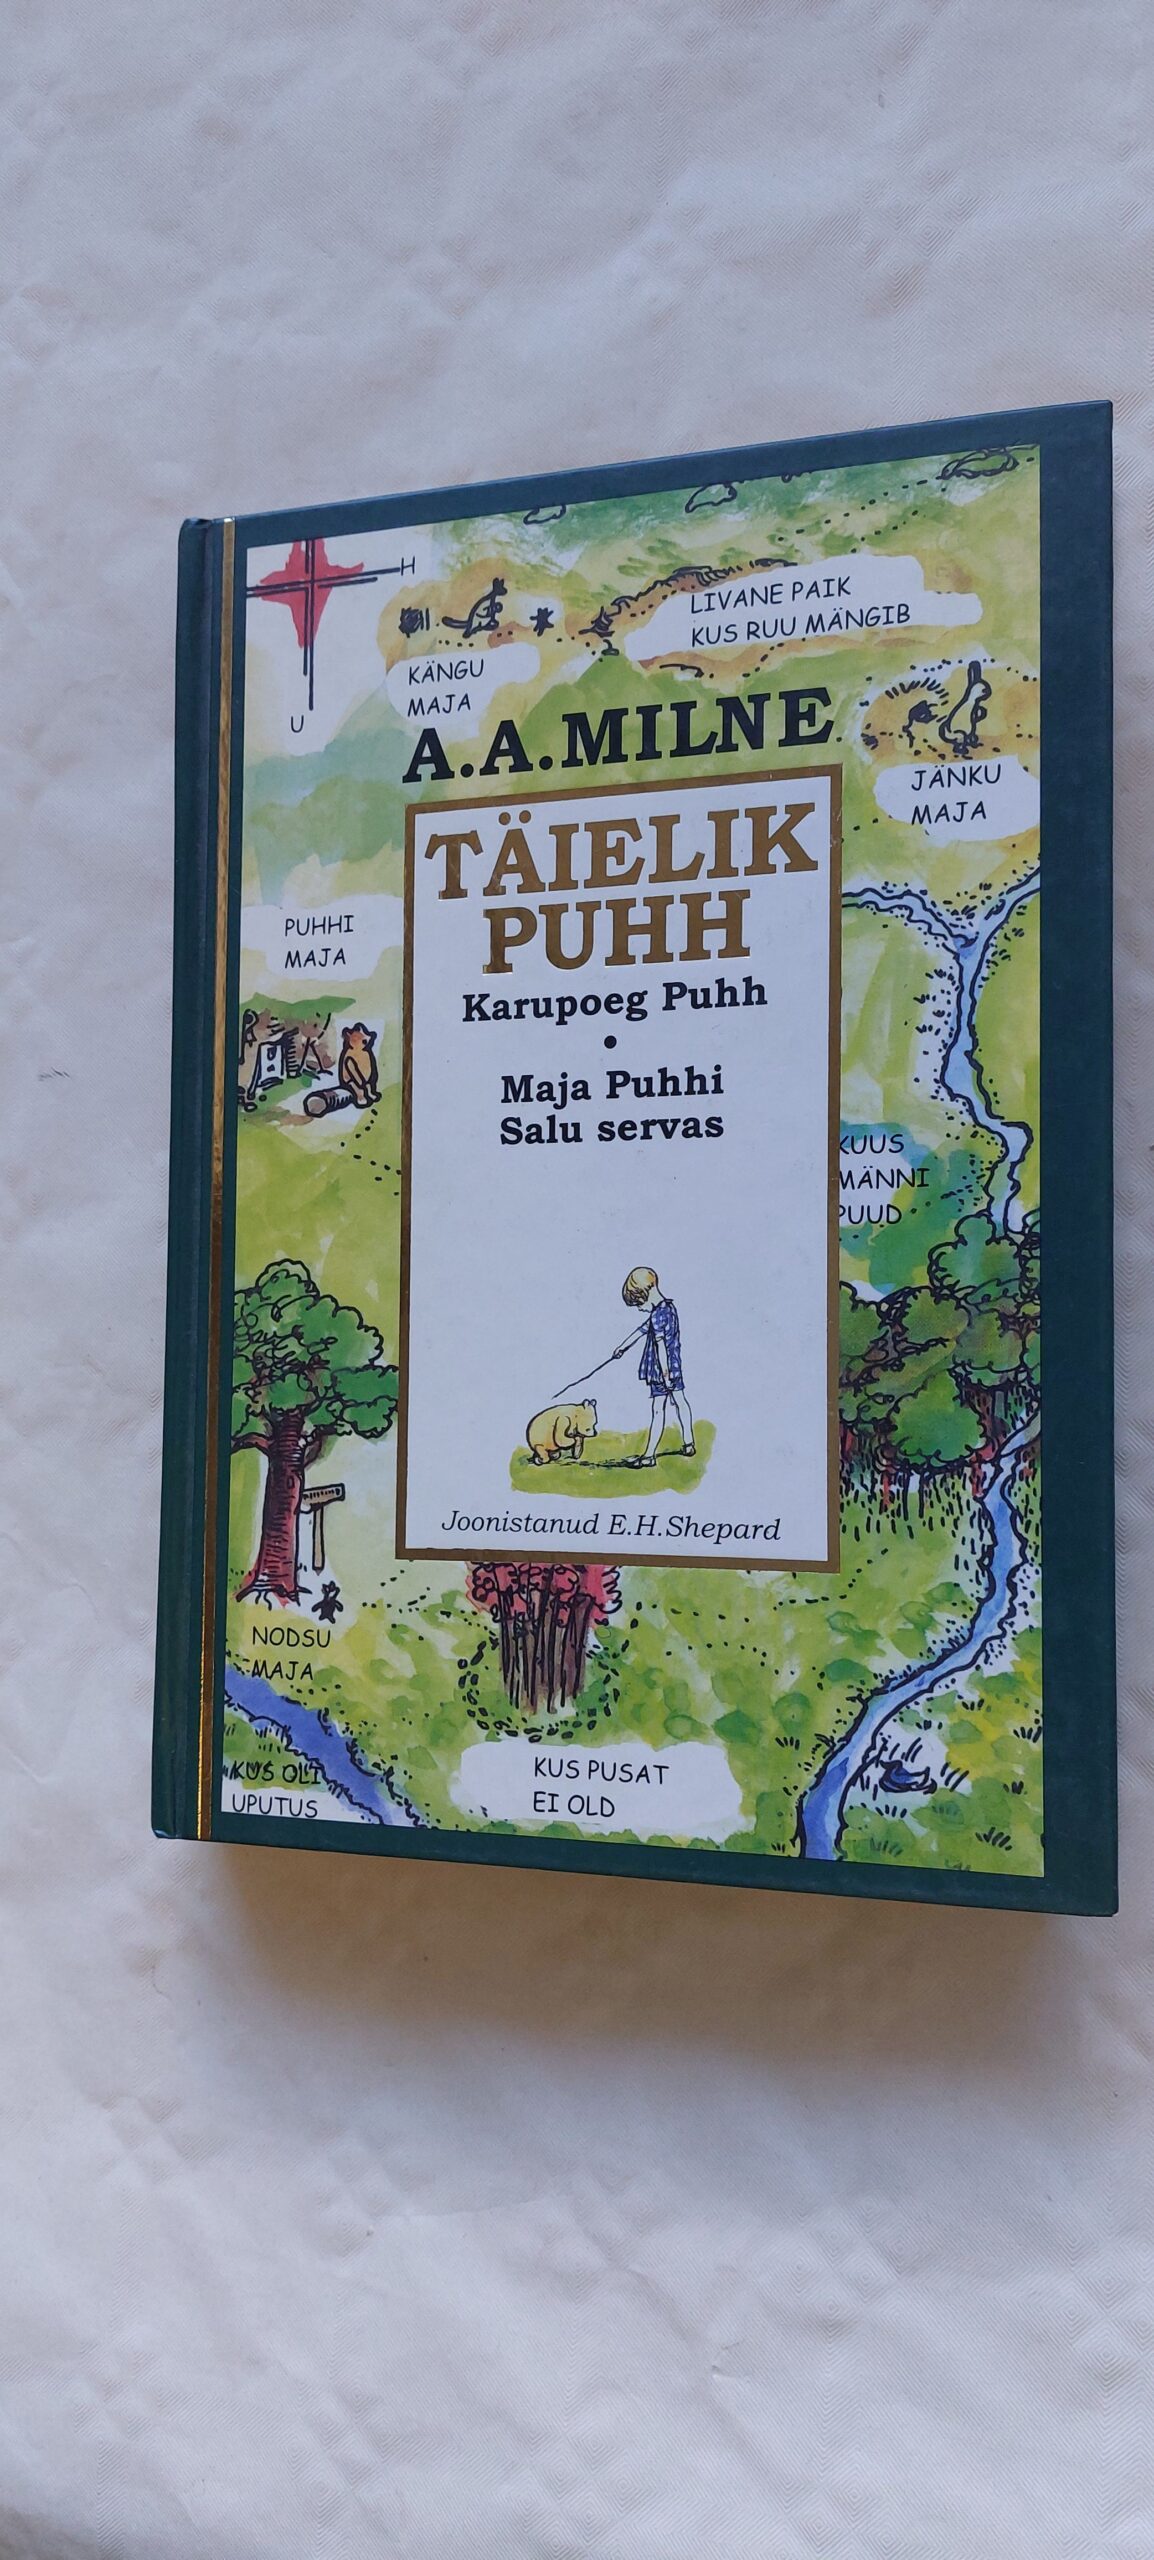 H
U
KÄNGU
MAJA
LIVANE PAIK
KUS RUU MÄNGIB
A.A.MILNE
JÄNKU
MAJA
TÄIELIK
PUHH
PUHHI
MAJA
Karupoeg Puhh
•
Maja Puhhi
Salu servas
KUUS
MÄNNI
PUUD
Joonistanud E.H.Shepard
NODSU
MAJA
KUS OLI
UPUTUS
KUS PUSAT
EI OLD